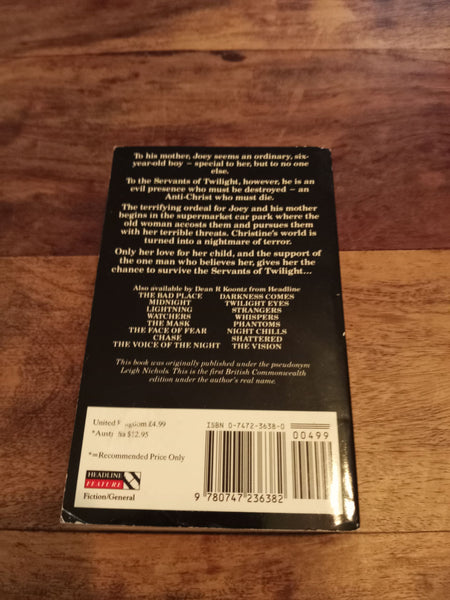 To his mother, Joey seems an ordinary, six-
year-old boy – special to her, but to no one
else.
To the Servants of Twilight, however, he is an
evil presence who must be destroyed – an
Anti-Christ who must die.
The terrifying ordeal for Joey and his mother
begins in the supermarket car park where the
old woman accosts them and pursues them
with her terrible threats. Christine's world is
turned into a nightmare of terror.
Only her love for her child, and the support of
the one man who believes her, gives her the
chance to survive the Servants of Twilight...
Also available by Dean R Koontz from Headline
THE BAD PLACE DARKNESS COMES
MIDNIGHT TWILIGHT EYES
LIGHTNING STRANGERS
WATCHERS WHISPERS
THE MASK PHANTOMS
THE FACE OF FEAR NIGHT CHILLS
CHASE SHATTERED
THE VOICE OF THE NIGHT THE VISION
This book was originally published under the pseudonym
Leigh Nichols. This is the first British Commonwealth
edition under the author's real name.
United £4.99
$12.95
*=Recommended Price Only
HEADLINE
FEATURE
Fiction/General
ISBN 0-7472-3638-0
00499
9 780747 236382